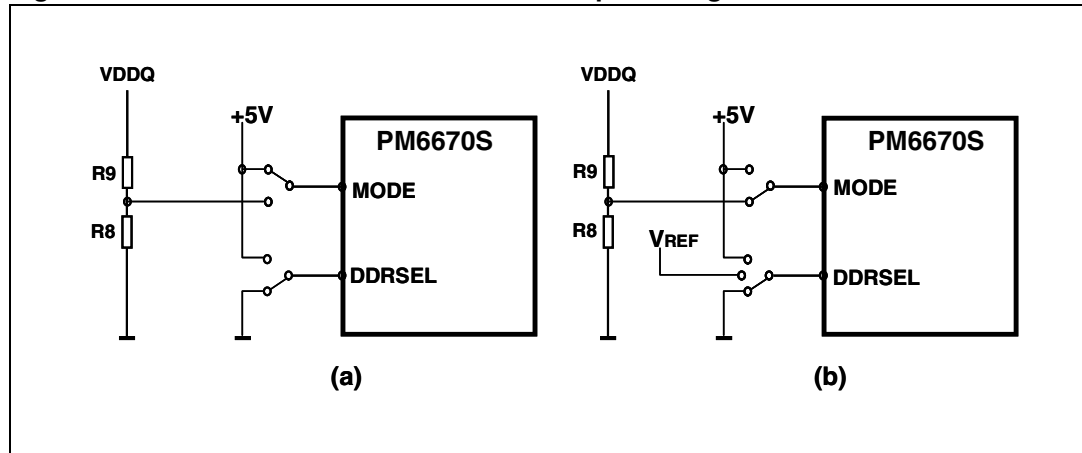 VDDQ
+5V
PM6670S
R9
MODE
R8
DDRSEL
(a)
VDDQ
+5V
PM6670S
R9
MODE
R8
VREF
DDRSEL
(b)